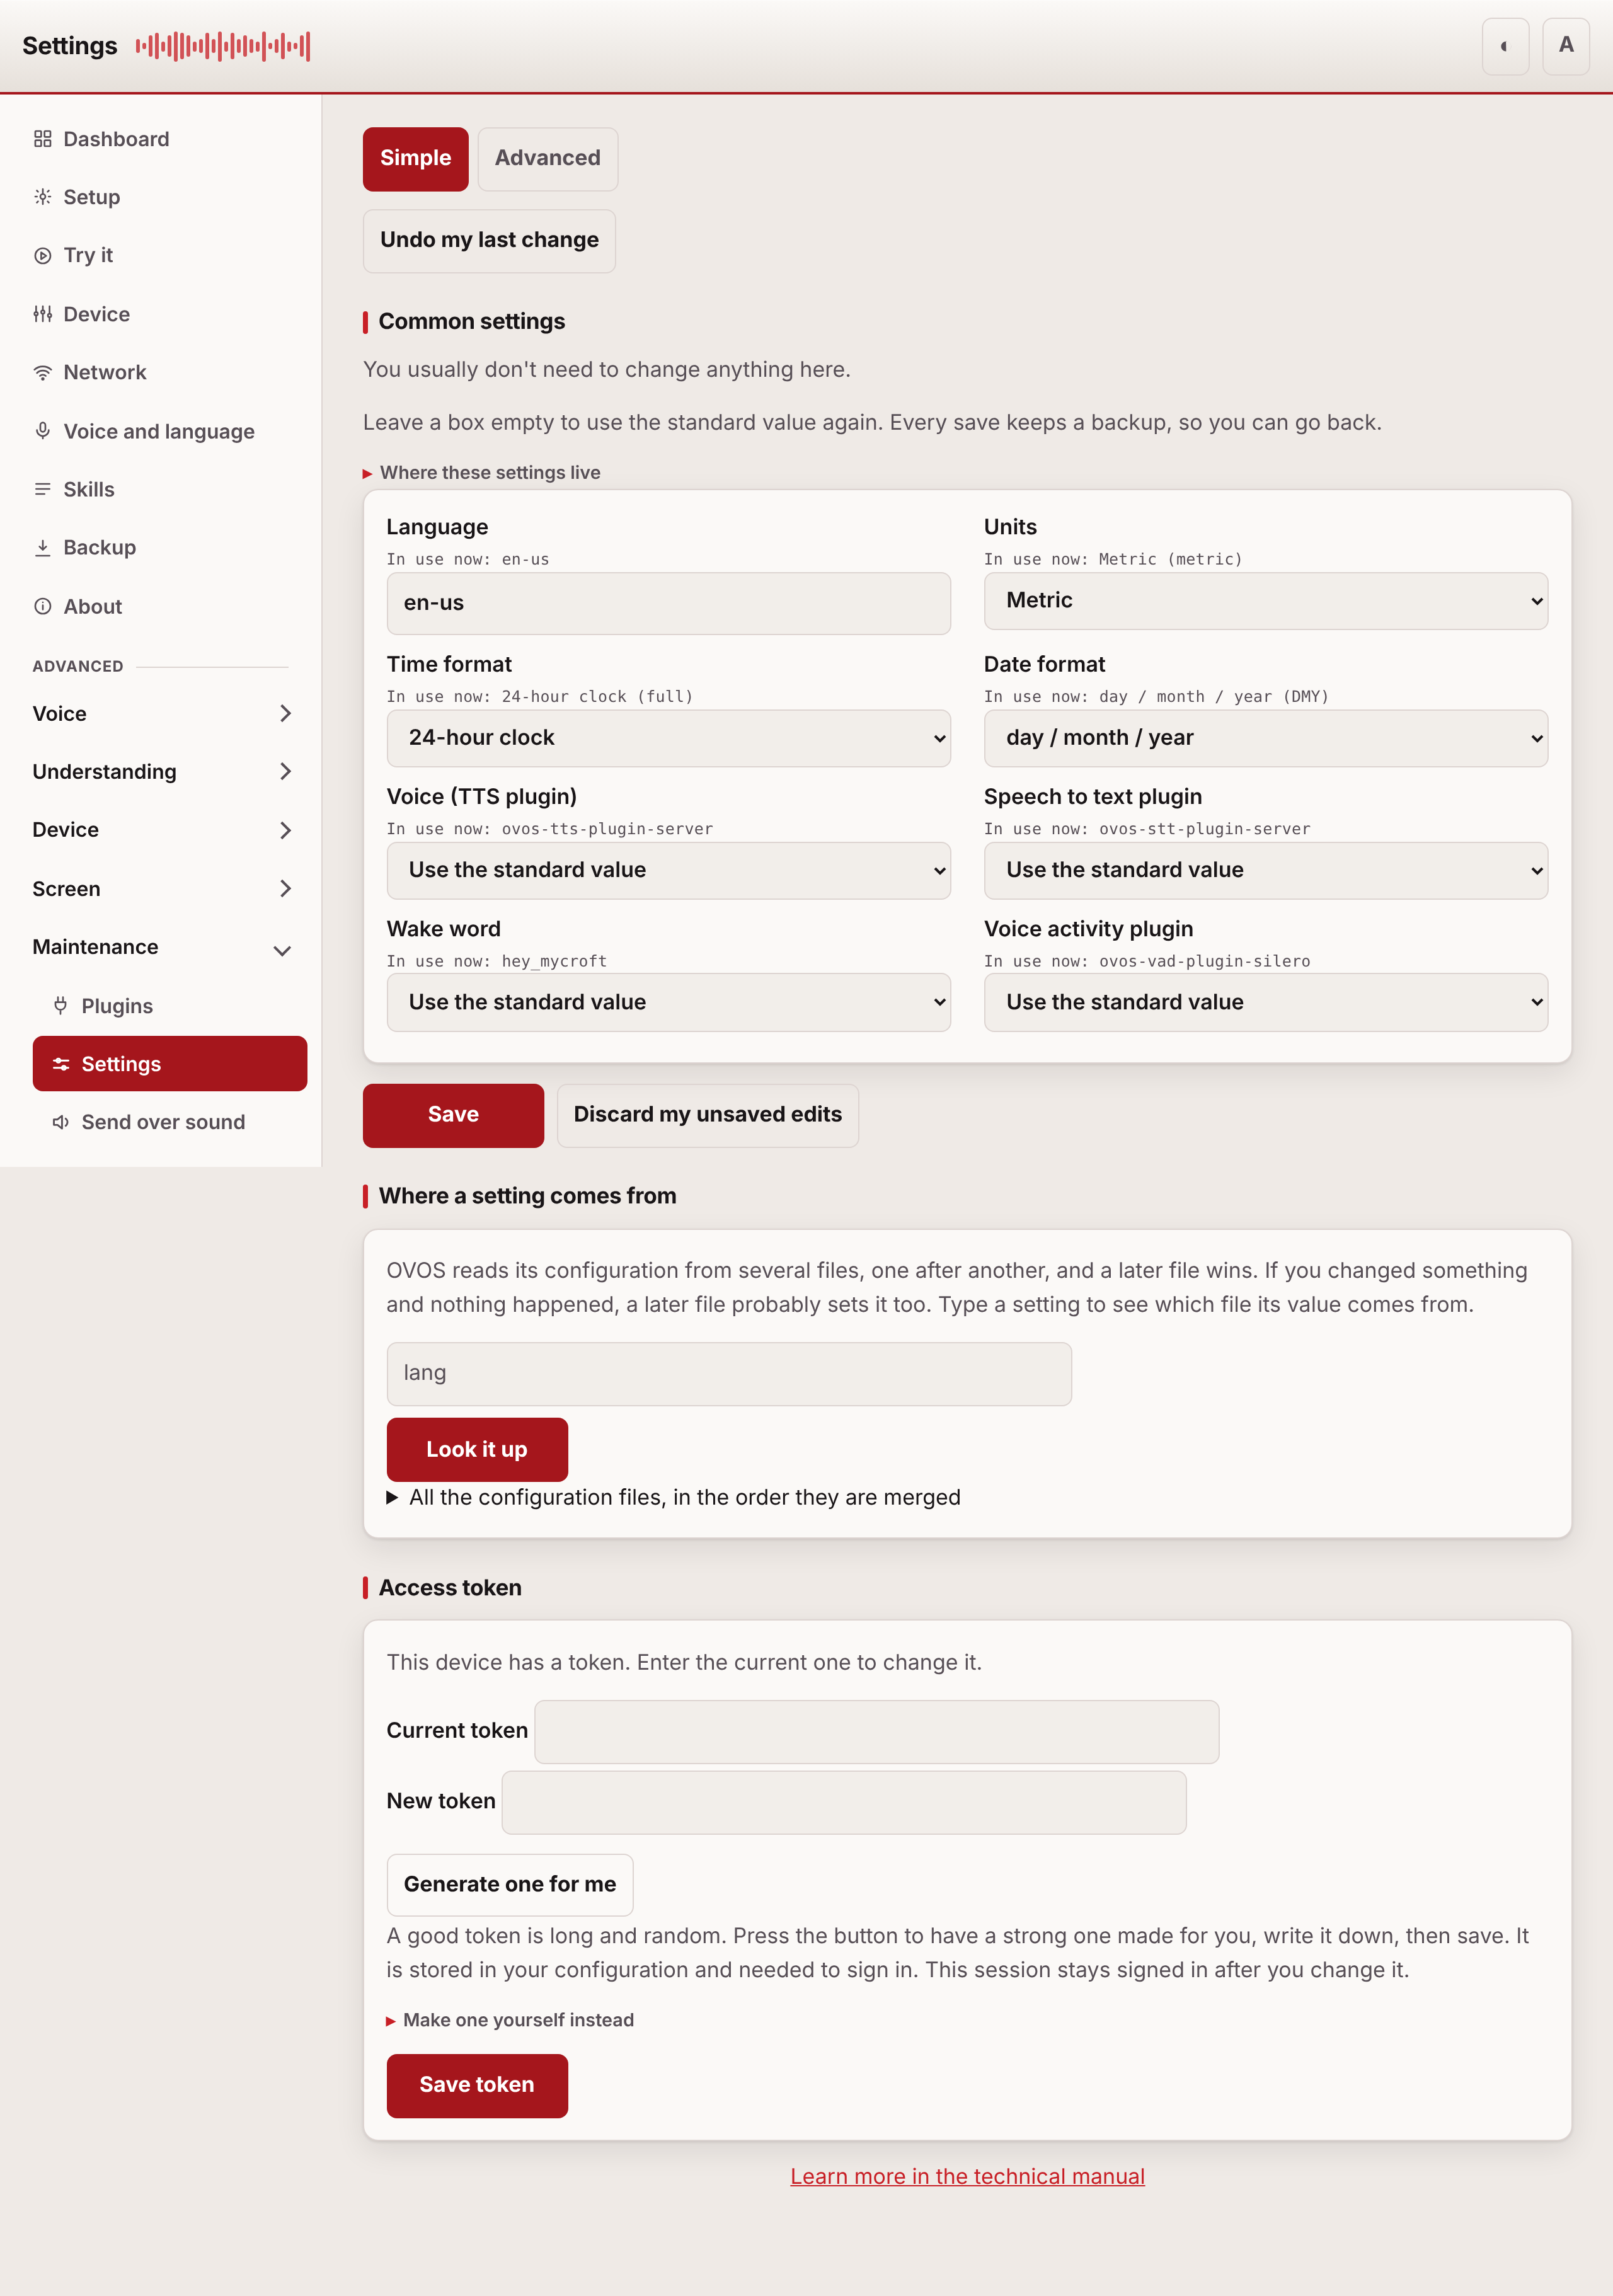 Settings
A
Dashboard
Setup
Try it
Device
Network
Voice and language
Skills
Backup
About
ADVANCED
Voice
Understanding
Device
Screen
Maintenance
Plugins
Settings
Send over sound
Simple
Advanced
Undo my last change
Common settings
You usually don't need to change anything here.
Leave a box empty to use the standard value again. Every save keeps a backup, so you can go back.
Where these settings live
Language
In use now: en-us
en-us
Units
In use now: Metric (metric)
Metric
Time format
In use now: 24-hour clock (full)
24-hour clock
Date format
In use now: day / month / year (DMY)
day / month / year
Voice (TTS plugin)
In use now: ovos-tts-plugin-server
Use the standard value
Speech to text plugin
In use now: ovos-stt-plugin-server
Use the standard value
Wake word
In use now: hey_mycroft
Use the standard value
Voice activity plugin
In use now: ovos-vad-plugin-silero
Use the standard value
Save
Discard my unsaved edits
Where a setting comes from
OVOS reads its configuration from several files, one after another, and a later file wins. If you changed something
and nothing happened, a later file probably sets it too. Type a setting to see which file its value comes from.
lang
Look it up
All the configuration files, in the order they are merged
Access token
This device has a token. Enter the current one to change it.
Current token
New token
Generate one for me
A good token is long and random. Press the button to have a strong one made for you, write it down, then save. It
is stored in your configuration and needed to sign in. This session stays signed in after you change it.
Make one yourself instead
Save token
Learn more in the technical manual